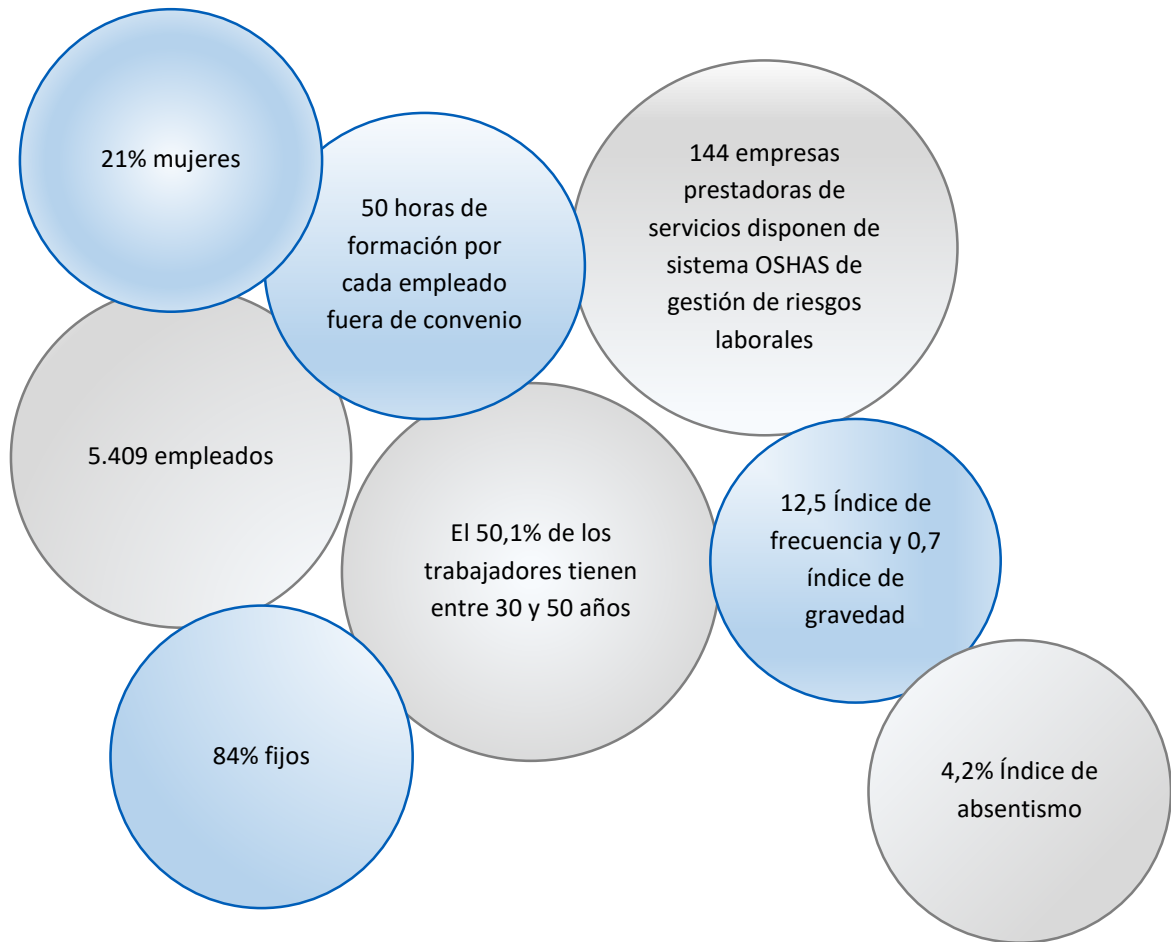 21% mujeres
50 horas de
formación por
cada empleado
fuera de convenio
144 empresas
prestadoras de
servicios disponen de
sistema OSHAS de
gestión de riesgos
laborales
5.409 empleados
El 50,1% de los
trabajadores tienen
entre 30 y 50 años
12,5 Índice de
frecuencia y 0,7
índice de
gravedad
84% fijos
4,2% Índice de
absentismo